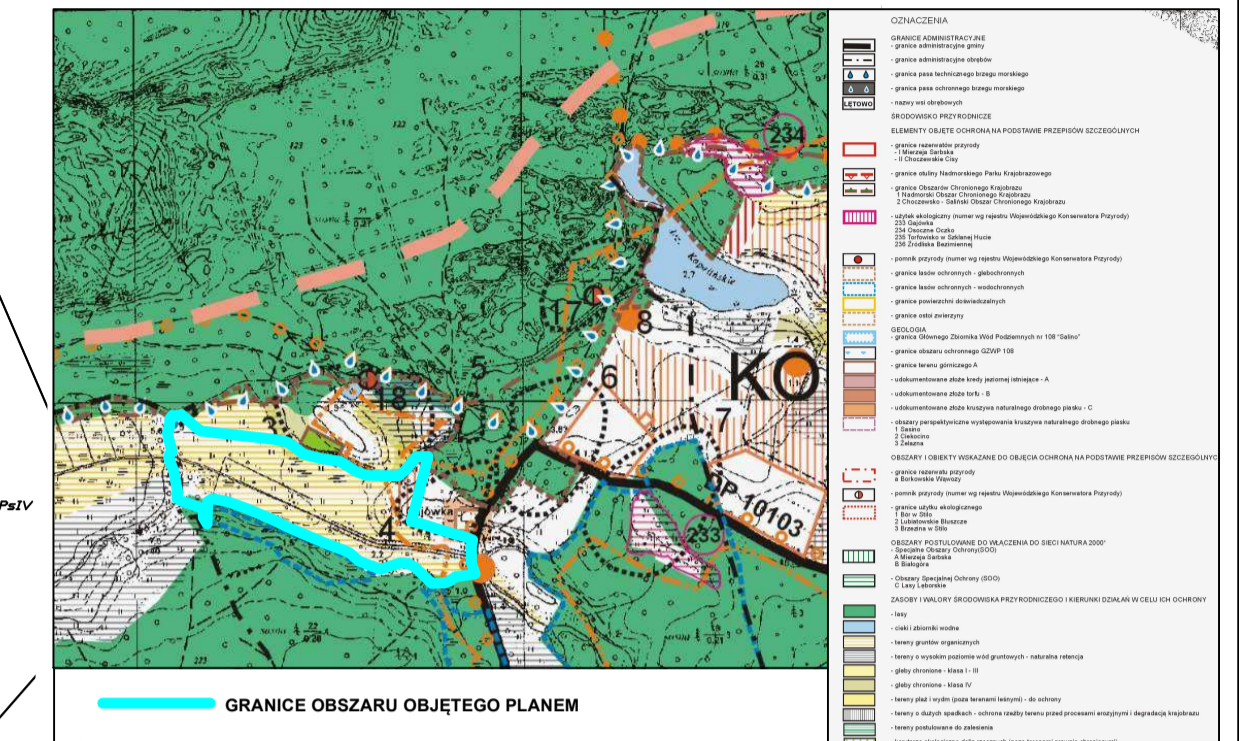 OZNACZENIA
GRANICE ADMINISTRACYJNE
- granice administracyjne gminy
- granice administracyjne obrębów
- granica pasa technicznego brzegu morskiego
- granica pasa ochronnego brzegu morskiego
LĘTOWO - nazwy wsi obrębowych
ŚRODOWISKO PRZYRODNICZE
ELEMENTY OBJĘTE OCHRONĄ NA PODSTAWIE PRZEPISÓW SZCZEGÓLNYCH
- granice rezerwatów przyrody
- I Mierzeja Sarbska
- II Choczewskie Cisy
- granice otuliny Nadmorskiego Parku Krajobrazowego
- granice Obszarów Chronionego Krajobrazu
1 Nadmorski Obszar Chronionego Krajobrazu
2 Choczewsko - Saliński Obszar Chronionego Krajobrazu
- użytek ekologiczny (numer wg rejestru Wojewódzkiego Konserwatora Przyrody)
233 Gajówka
234 Osoczne Oczko
235 Torfowisko w Szklanej Hucie
236 Źródliska Bezimiennej
- pomnik przyrody (numer wg rejestru Wojewódzkiego Konserwatora Przyrody)
- granice lasów ochronnych - glebochronnych
- granice lasów ochronnych - wodochronnych
- granice powierzchni doświadczalnych
- granice ostoi zwierzyny
GEOLOGIA
- granica Głównego Zbiornika Wód Podziemnych nr 108 "Salino"
- granice obszaru ochronnego GZWP 108
- granice terenu górniczego A
- udokumentowane złoże kredy jeziornej istniejące - A
- udokumentowane złoże torfu - B
- udokumentowane złoże kruszywa naturalnego drobnego piasku - C
- obszary perspektywiczne występowania kruszywa naturalnego drobnego piasku
1 Sasino
2 Ciekocino
3 Żelazna
OBSZARY I OBIEKTY WSKAZANE DO OBJĘCIA OCHRONĄ NA PODSTAWIE PRZEPISÓW SZCZEGÓLNYC
- granice rezerwatu przyrody
a Borkowskie Wąwozy
- pomnik przyrody (numer wg rejestru Wojewódzkiego Konserwatora Przyrody)
- granice użytku ekologicznego
1 Bór w Stilo
2 Lubiatowskie Bluszcze
3 Brzezina w Stilo
OBSZARY POSTULOWANE DO WŁĄCZENIA DO SIECI NATURA 2000"
- Specjalne Obszary Ochrony(SOO)
A Mierzeja Sarbska
B Białogóra
- Obszary Specjalnej Ochrony (SOO)
C Lasy Lęborskie
ZASOBY I WALORY ŚRODOWISKA PRZYRODNICZEGO I KIERUNKI DZIAŁAŃ W CELU ICH OCHRONY
- lasy
- cieki i zbiorniki wodne
- tereny gruntów organicznych
- tereny o wysokim poziomie wód gruntowych - naturalna retencja
- gleby chronione - klasa I - III
- gleby chronione - klasa IV
- tereny plaż i wydm (poza terenami leśnymi) - do ochrony
- tereny o dużych spadkach - ochrona rzeźby terenu przed procesami erozyjnymi i degradacją krajobrazu
- tereny postulowane do zalesienia
234
2,7
8
5
6
KO
7
18
3
4
OP-10103
233
PsIV
123
123
273
GRANICE OBSZARU OBJĘTEGO PLANEM